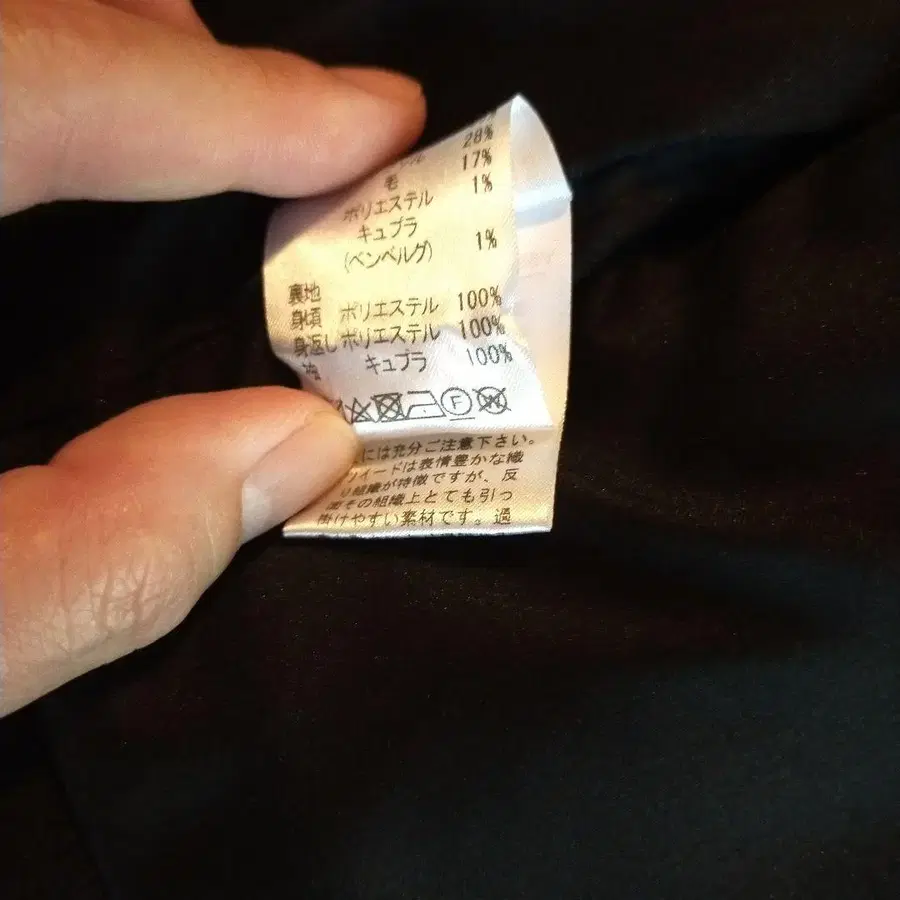 28%
毛 17%
ポリエステル 1%
キュプラ
(ベンベルグ) 1%
裏地
身頃 ポリエステル 100%
身返し ポリエステル 100%
袖 キュプラ 100%
F W
には充分ご注意下さい。
イードは表情豊かな織
り組織が特徴ですが、反
面その組織上とても引っ
掛けやすい素材です。過